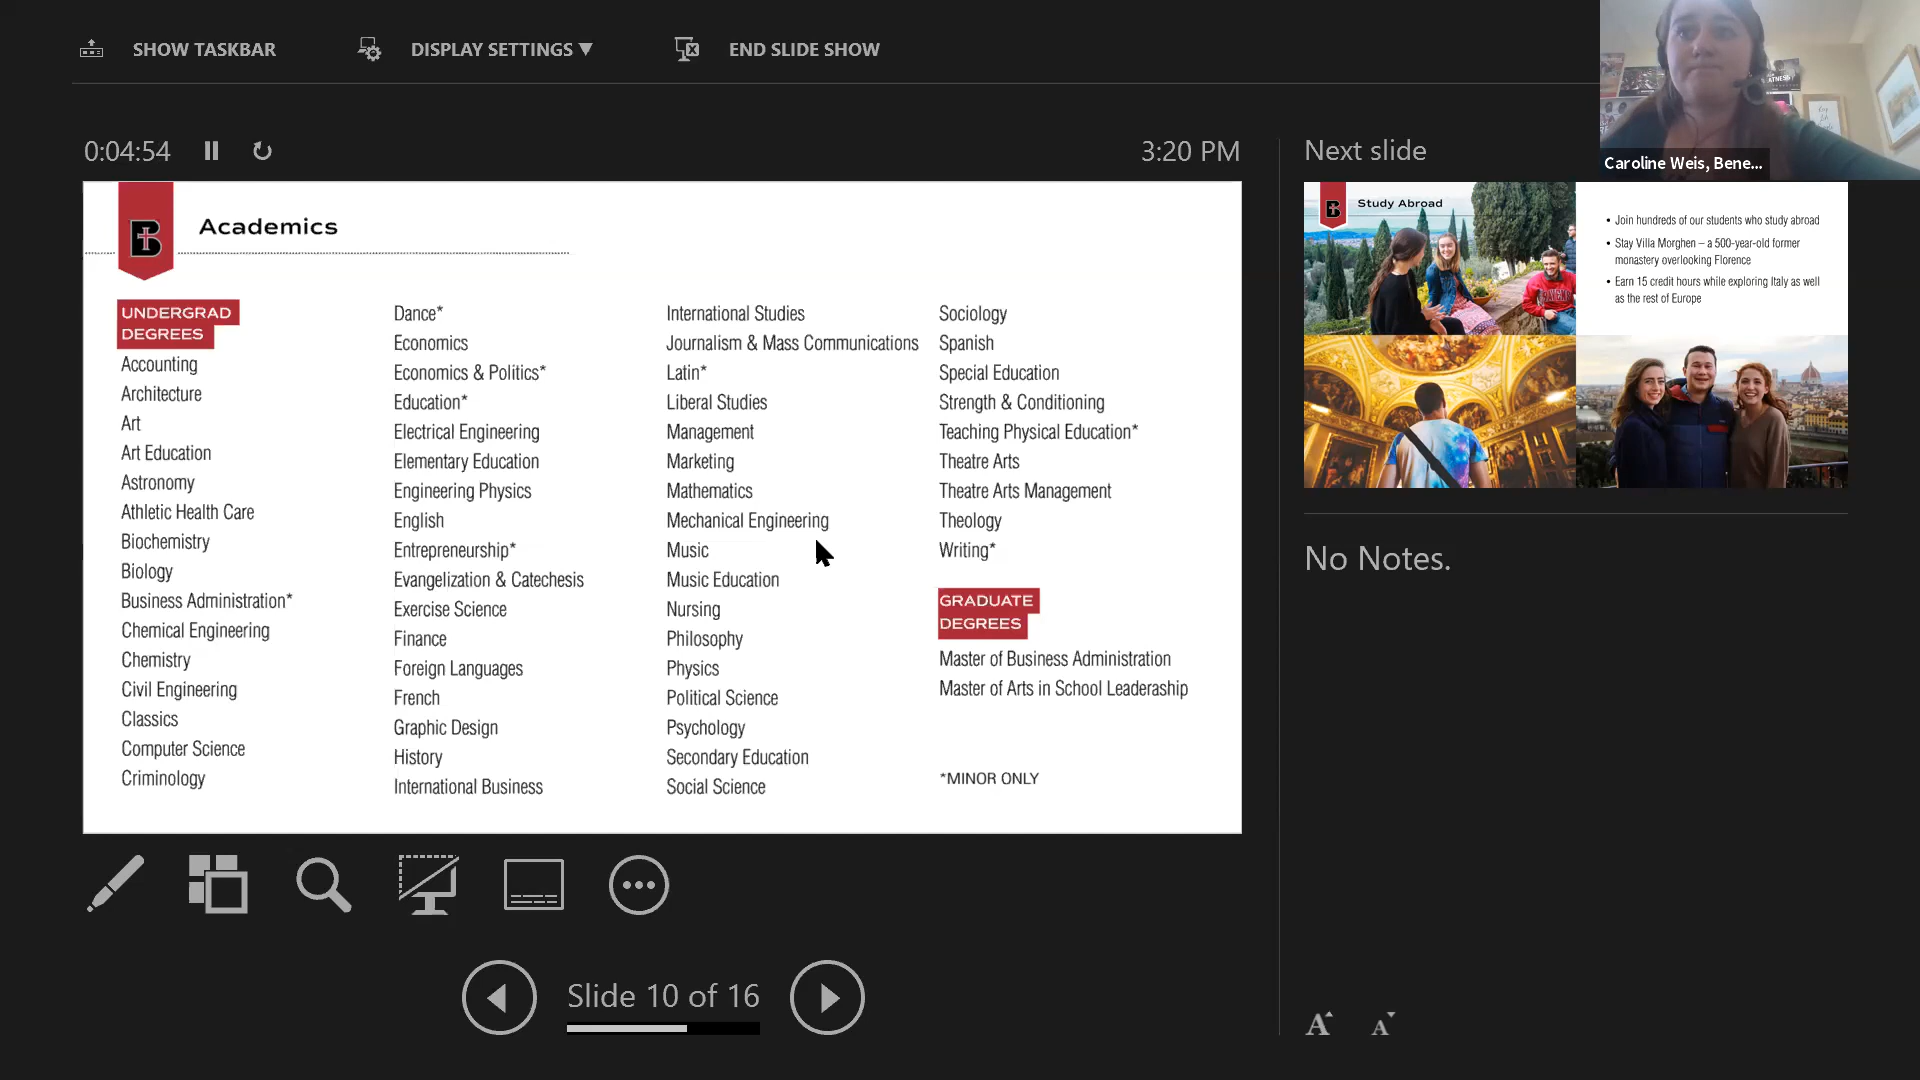 SHOW TASKBAR
DISPLAY SETTINGS ▼
END SLIDE SHOW
0:04:54
3:20 PM
Academics
UNDERGRAD
DEGREES
Accounting
Architecture
Art
Art Education
Astronomy
Athletic Health Care
Biochemistry
Biology
Business Administration*
Chemical Engineering
Chemistry
Civil Engineering
Classics
Computer Science
Criminology
Dance*
Economics
Economics & Politics*
Education*
Electrical Engineering
Elementary Education
Engineering Physics
English
Entrepreneurship*
Evangelization & Catechesis
Exercise Science
Finance
Foreign Languages
French
Graphic Design
History
International Business
International Studies
Journalism & Mass Communications
Latin*
Liberal Studies
Management
Marketing
Mathematics
Mechanical Engineering
Music
Music Education
Nursing
Philosophy
Physics
Political Science
Psychology
Secondary Education
Social Science
Sociology
Spanish
Special Education
Strength & Conditioning
Teaching Physical Education*
Theatre Arts
Theatre Arts Management
Theology
Writing*
GRADUATE
DEGREES
Master of Business Administration
Master of Arts in School Leaderaship
*MINOR ONLY
Slide 10 of 16
Next slide
Caroline Weis, Bene...
Study Abroad
• Join hundreds of our students who study abroad
• Stay Villa Morghen – a 500-year-old former
monastery overlooking Florence
• Earn 15 credit hours while exploring Italy as well
as the rest of Europe
No Notes.
A
A